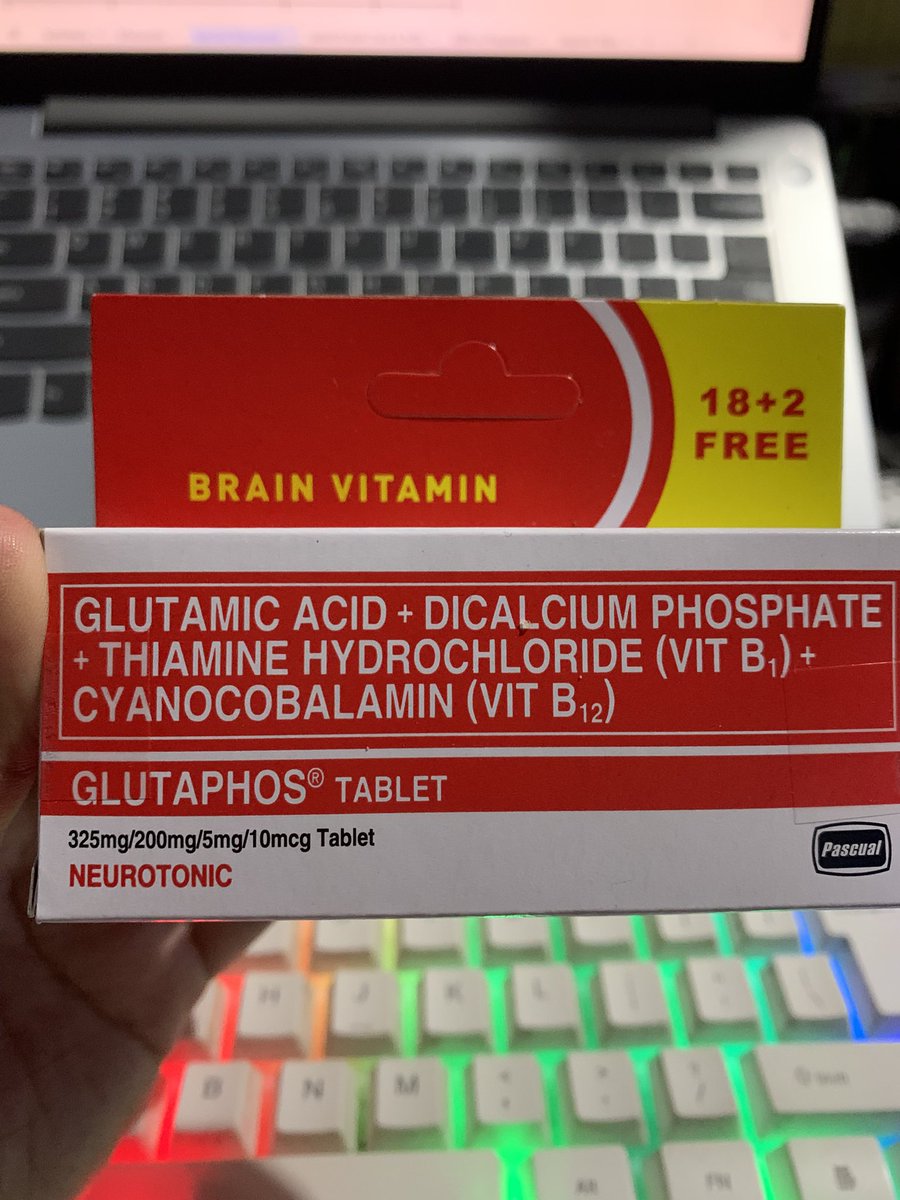 18+2
FREE
BRAIN VITAMIN
GLUTAMIC ACID + DICALCIUM PHOSPHATE
+ THIAMINE HYDROCHLORIDE (VIT B₁) +
CYANOCOBALAMIN (VIT B₁₂)
GLUTAPHOS® TABLET
325mg/200mg/5mg/10mcg Tablet
NEUROTONIC
Pascual
H J K L
B N M